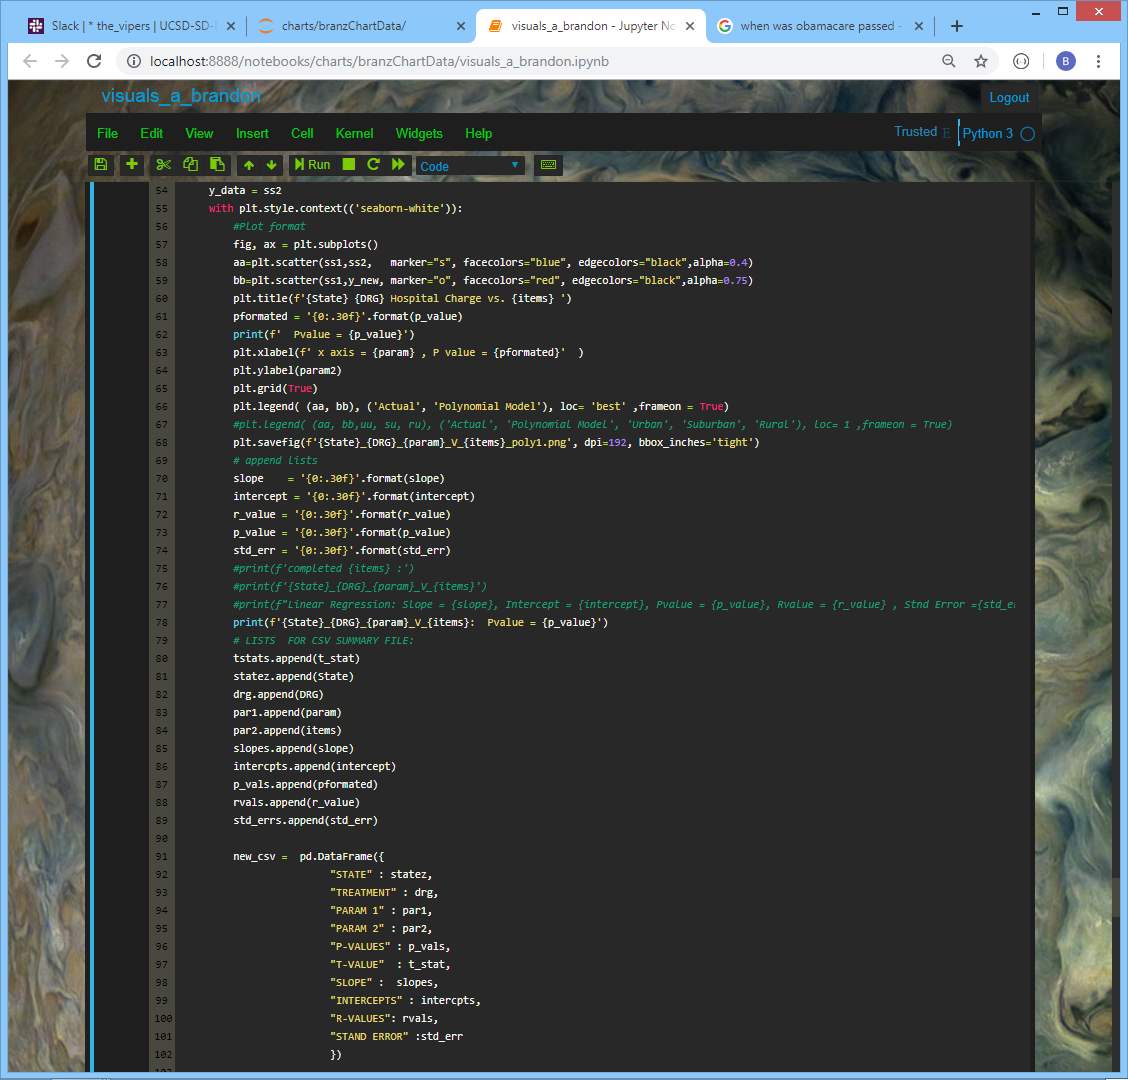 Slack | * the_vipers | UCSD-SD-
charts/branzChartData/
visuals_a_brandon - Jupyter No
when was obamacare passed -
localhost:8888/notebooks/charts/branzChartData/visuals_a_brandon.ipynb
B
visuals_a_brandon
Logout
File Edit View Insert Cell Kernel Widgets Help
Trusted
Python 3
Run
Code
54 y_data = ss2
55 with plt.style.context(('seaborn-white')):
56 #Plot format
57 fig, ax = plt.subplots()
58 aa=plt.scatter(ss1,ss2,   marker="s", facecolors="blue", edgecolors="black",alpha=0.4)
59 bb=plt.scatter(ss1,y_new, marker="o", facecolors="red", edgecolors="black",alpha=0.75)
60 plt.title(f'{State} {DRG} Hospital Charge vs. {items} ')
61 pformated = '{0:.30f}'.format(p_value)
62 print(f'  Pvalue = {p_value}')
63 plt.xlabel(f' x axis = {param} , P value = {pformated}'  )
64 plt.ylabel(param2)
65 plt.grid(True)
66 plt.legend( (aa, bb), ('Actual', 'Polynomial Model'), loc= 'best' ,frameon = True)
67 #plt.legend( (aa, bb,uu, su, ru), ('Actual', 'Polynomial Model', 'Urban', 'Suburban', 'Rural'), loc= 1 ,frameon = True)
68 plt.savefig(f'{State}_{DRG}_{param}_V_{items}_poly1.png', dpi=192, bbox_inches='tight')
69 # append lists
70 slope    = '{0:.30f}'.format(slope)
71 intercept = '{0:.30f}'.format(intercept)
72 r_value = '{0:.30f}'.format(r_value)
73 p_value = '{0:.30f}'.format(p_value)
74 std_err = '{0:.30f}'.format(std_err)
75 #print(f'completed {items} :')
76 #print(f'{State}_{DRG}_{param}_V_{items}')
77 #print(f"Linear Regression: Slope = {slope}, Intercept = {intercept}, Pvalue = {p_value}, Rvalue = {r_value} , Stnd Error ={std_e
78 print(f'{State}_{DRG}_{param}_V_{items}:  Pvalue = {p_value}')
79 # LISTS  FOR CSV SUMMARY FILE:
80 tstats.append(t_stat)
81 statez.append(State)
82 drg.append(DRG)
83 par1.append(param)
84 par2.append(items)
85 slopes.append(slope)
86 intercpts.append(intercept)
87 p_vals.append(pformated)
88 rvals.append(r_value)
89 std_errs.append(std_err)
90
91 new_csv =  pd.DataFrame({
92 "STATE" : statez,
93 "TREATMENT" : drg,
94 "PARAM 1" : par1,
95 "PARAM 2" : par2,
96 "P-VALUES" : p_vals,
97 "T-VALUE"  : t_stat,
98 "SLOPE" :  slopes,
99 "INTERCEPTS" : intercpts,
100 "R-VALUES": rvals,
101 "STAND ERROR" :std_err
102 })